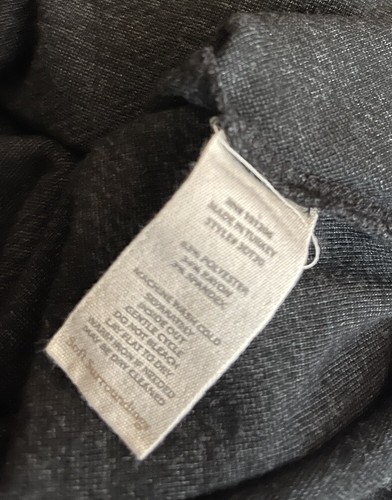 MADE IN TURKEY
POLYESTER
RAYON
SPANDEX
MACHINE WASH COLD
SEPARATELY
INSIDE OUT
GENTLE CYCLE
DO NOT BLEACH
LAY FLAT TO DRY
WARM IRON IF NEEDED
MAY BE DRY CLEANED
Soft Surroundings